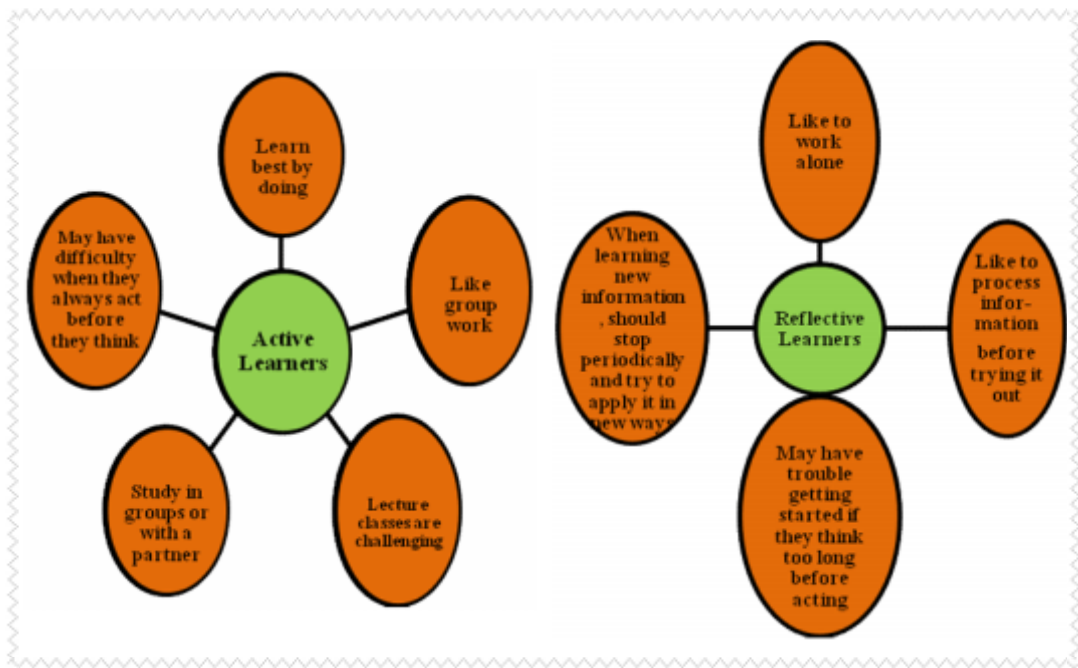 Learn
best by
doing
May have
difficulty
when they
always act
before
they think
Like
group
work
Active
Learners
Study in
groups or
with a
partner
Lecture
classes are
challenging
Like to
work
alone
When
learning
new
information
, should
stop
periodically
and try to
apply it in
new ways
Reflective
Learners
Like to
process
infor-
mation
before
trying it
out
May have
trouble
getting
started if
they think
too long
before
acting